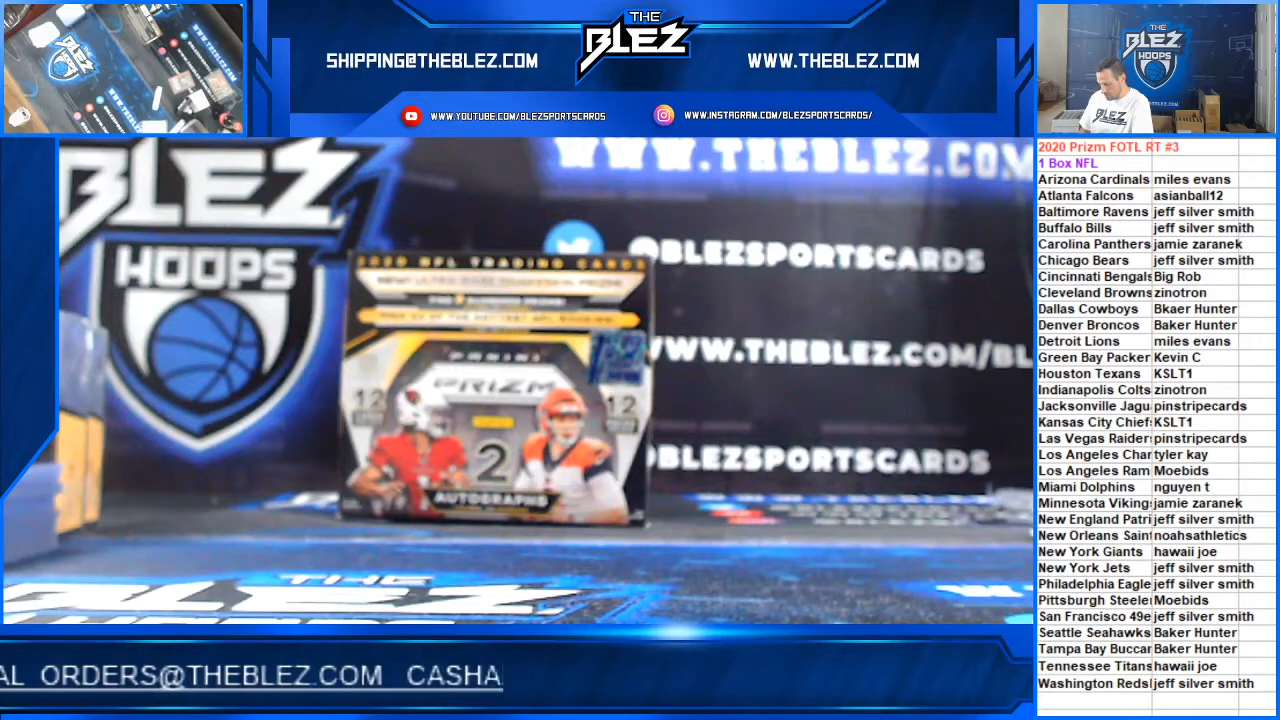 THE
BLEZ
SHIPPING@THEBLEZ.COM
WWW.THEBLEZ.COM
WWW.YOUTUBE.COM/BLEZSPORTSCARDS
WWW.INSTAGRAM.COM/BLEZSPORTSCARDS/
THE
BLEZ
HOOPS
BLEZ
HOOPS
WWW.THEBLEZ.COM
@BLEZSPORTSCARDS
WWW.THEBLEZ.COM/BL
BLEZSPORTSCARDS
2020 NFL TRADING CARDS
PANINI
PRIZM
12
12
2
AUTOGRAPHS
THE
2020 Prizm FOTL RT #3
1 Box NFL
Arizona Cardinals miles evans
Atlanta Falcons asianball12
Baltimore Ravens jeff silver smith
Buffalo Bills jeff silver smith
Carolina Panthers jamie zaranek
Chicago Bears jeff silver smith
Cincinnati Bengals Big Rob
Cleveland Browns zinotron
Dallas Cowboys Bkaer Hunter
Denver Broncos Baker Hunter
Detroit Lions miles evans
Green Bay Packer Kevin C
Houston Texans KSLT1
Indianapolis Colts zinotron
Jacksonville Jagu pinstripecards
Kansas City Chief KSLT1
Las Vegas Raider pinstripecards
Los Angeles Char tyler kay
Los Angeles Ram Moebids
Miami Dolphins nguyen t
Minnesota Viking jamie zaranek
New England Patri jeff silver smith
New Orleans Saint noahsathletics
New York Giants hawaii joe
New York Jets jeff silver smith
Philadelphia Eagle jeff silver smith
Pittsburgh Steele Moebids
San Francisco 49e jeff silver smith
Seattle Seahawks Baker Hunter
Tampa Bay Buccar Baker Hunter
Tennessee Titans hawaii joe
Washington Reds jeff silver smith
AL ORDERS@THEBLEZ.COM CASHA